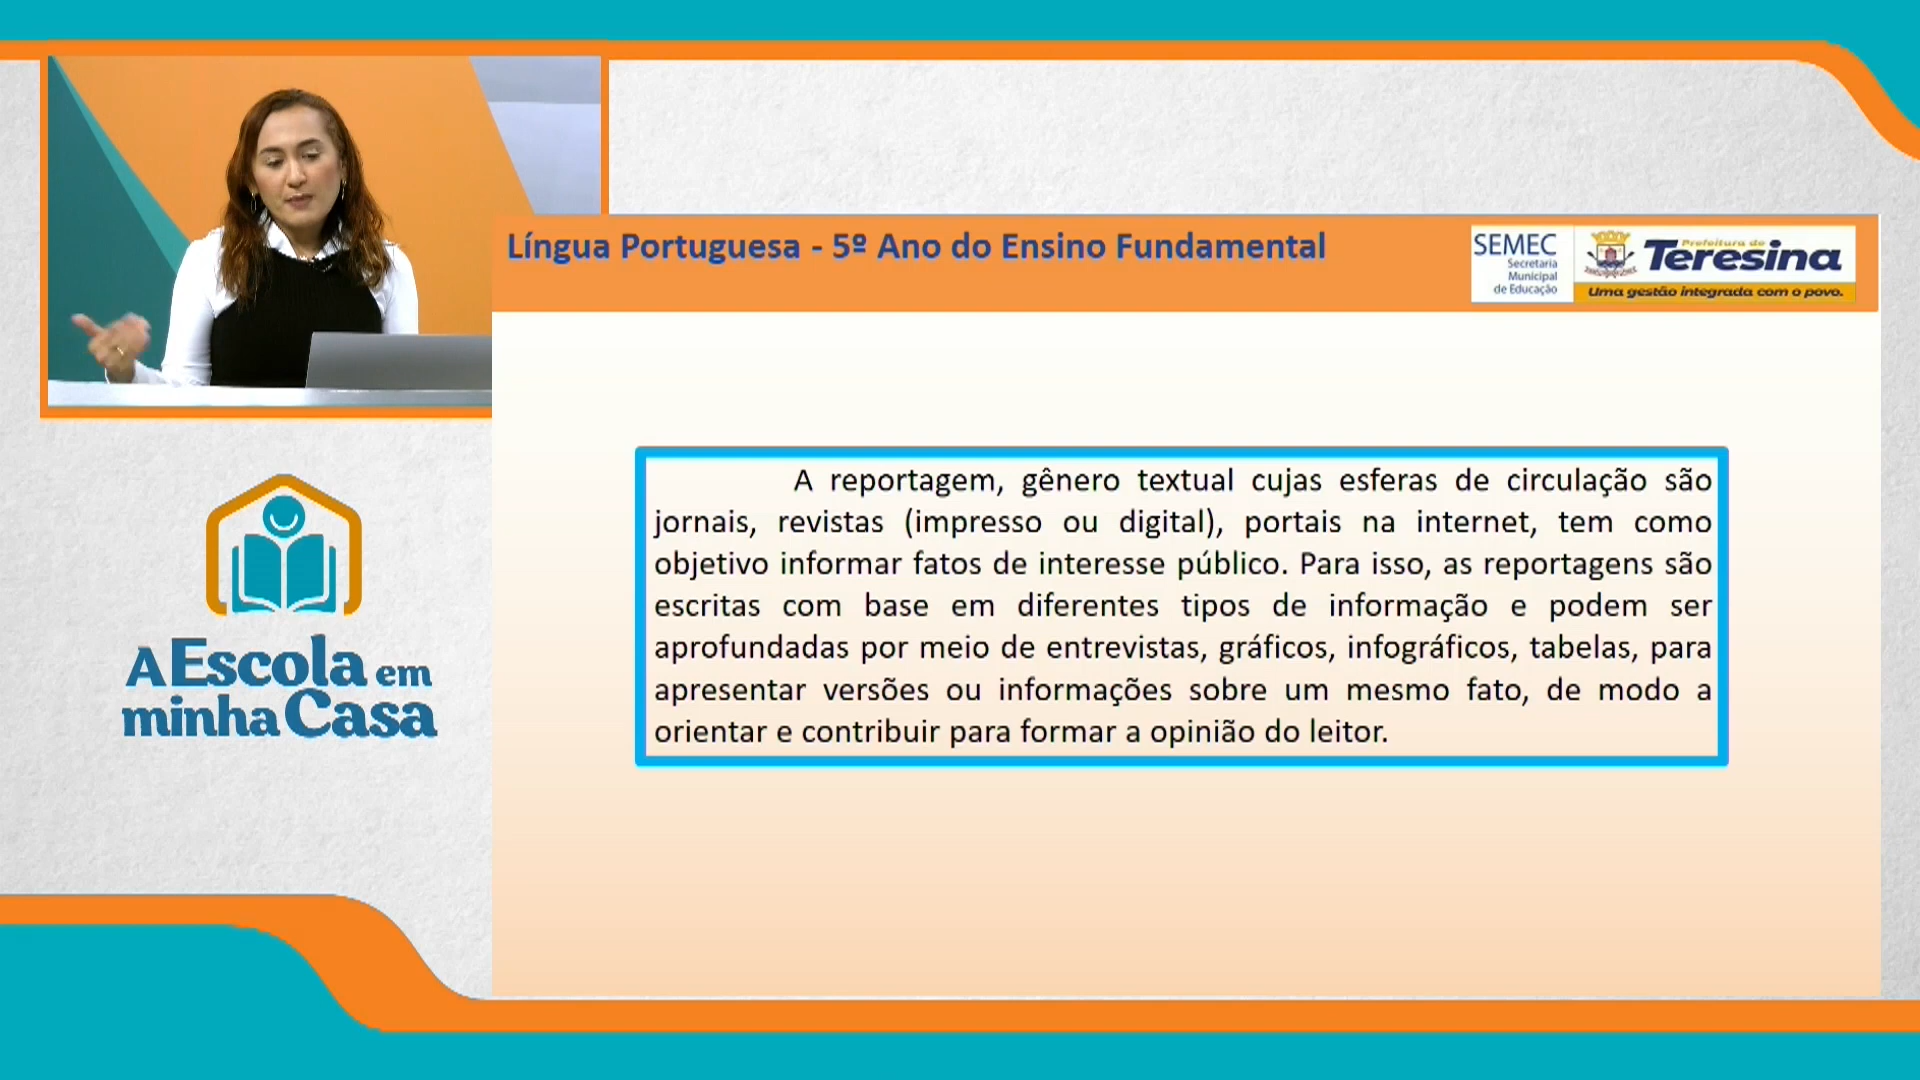 Língua Portuguesa - 5º Ano do Ensino Fundamental
SEMEC
Secretaria
Municipal
de Educação
Prefeitura de
Teresina
Uma gestão integrada com o povo.
A reportagem, gênero textual cujas esferas de circulação são
jornais, revistas (impresso ou digital), portais na internet, tem como
objetivo informar fatos de interesse público. Para isso, as reportagens são
escritas com base em diferentes tipos de informação e podem ser
aprofundadas por meio de entrevistas, gráficos, infográficos, tabelas, para
apresentar versões ou informações sobre um mesmo fato, de modo a
orientar e contribuir para formar a opinião do leitor.
A Escola em
minha Casa